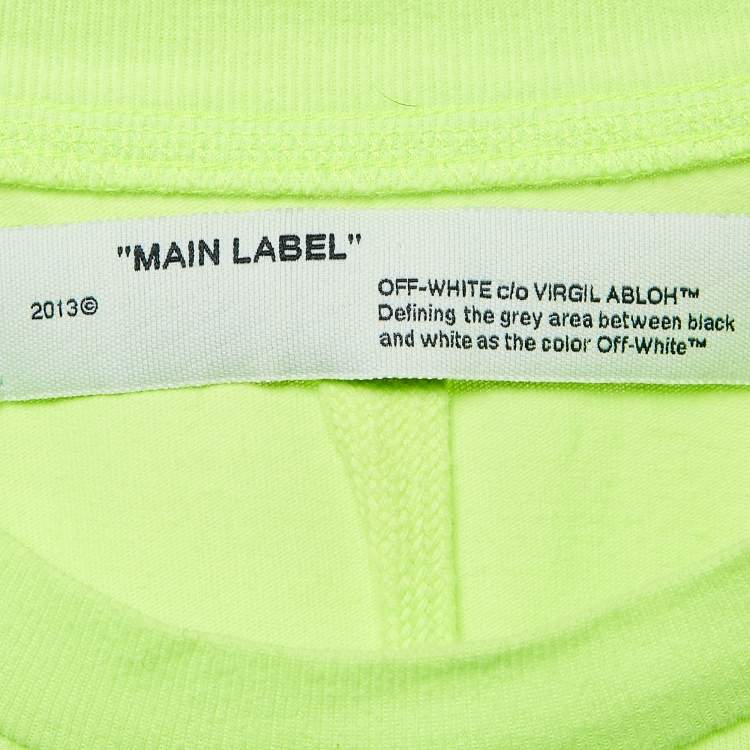 "MAIN LABEL"
2013©
OFF-WHITE c/o VIRGIL ABLOH™
Defining the grey area between black
and white as the color Off-White™